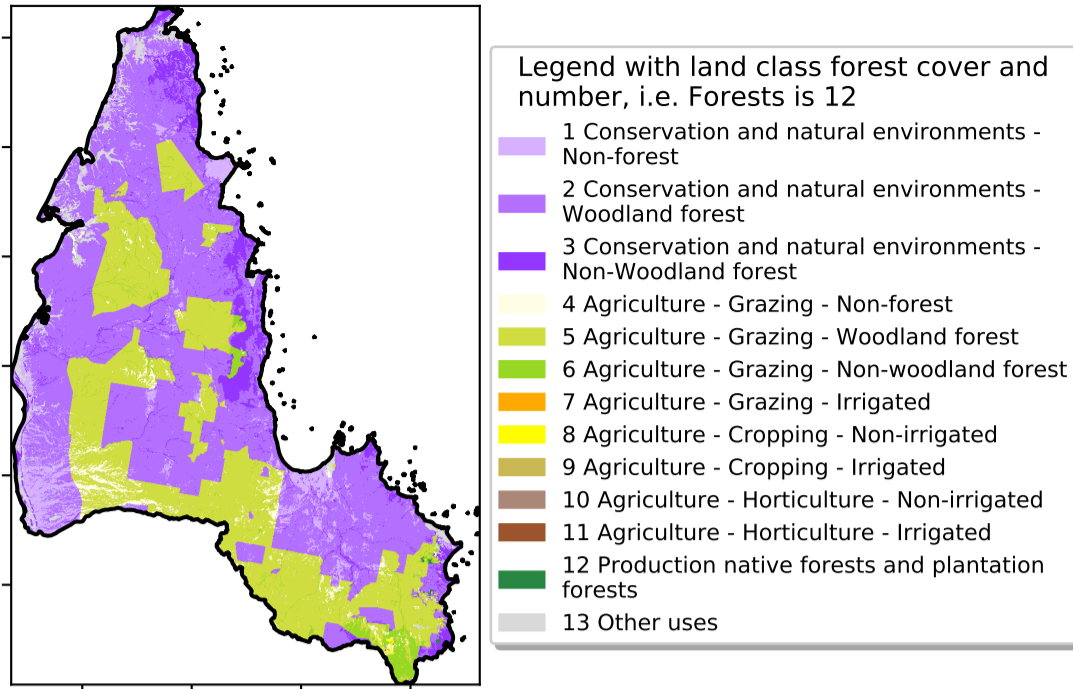 Legend with land class forest cover and
number, i.e. Forests is 12
1 Conservation and natural environments -
Non-forest
2 Conservation and natural environments -
Woodland forest
3 Conservation and natural environments -
Non-Woodland forest
4 Agriculture - Grazing - Non-forest
5 Agriculture - Grazing - Woodland forest
6 Agriculture - Grazing - Non-woodland forest
7 Agriculture - Grazing - Irrigated
8 Agriculture - Cropping - Non-irrigated
9 Agriculture - Cropping - Irrigated
10 Agriculture - Horticulture - Non-irrigated
11 Agriculture - Horticulture - Irrigated
12 Production native forests and plantation
forests
13 Other uses